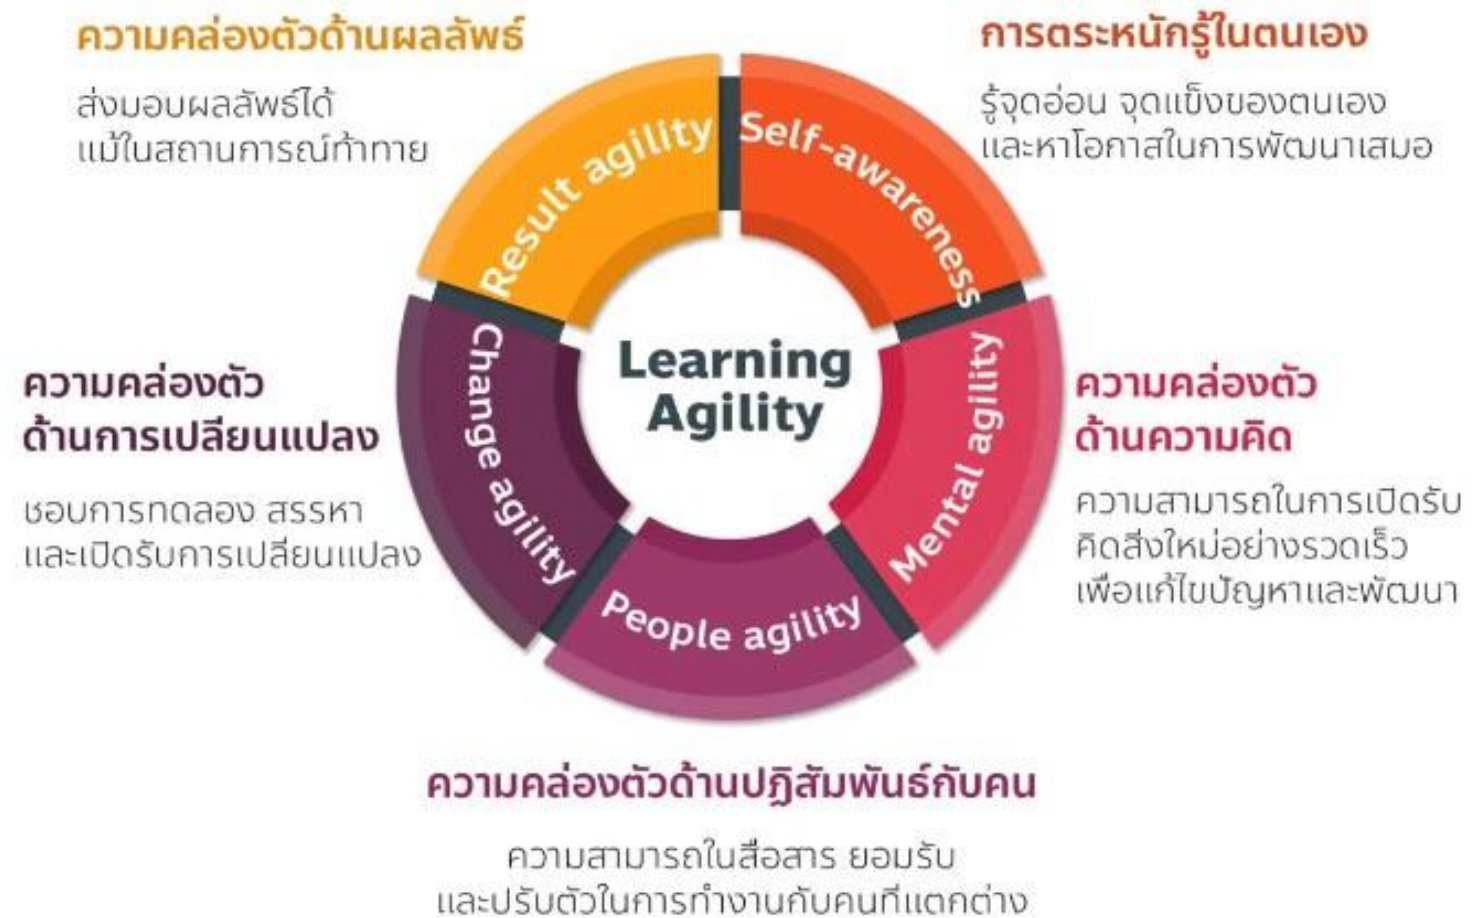 ความคล่องตัวด้านผลลัพธ์
ส่งมอบผลลัพธ์ได้
แม้ในสถานการณ์ท้าทาย
การตระหนักรู้ในตนเอง
รู้จุดอ่อน จุดแข็งของตนเอง
และหาโอกาสในการพัฒนาเสมอ
Result agility
Self-awareness
Learning
Agility
ความคล่องตัว
ด้านการเปลี่ยนแปลง
ชอบการทดลอง สรรหา
และเปิดรับการเปลี่ยนแปลง
Change agility
Mental agility
ความคล่องตัว
ด้านความคิด
ความสามารถในการเปิดรับ
คิดสิ่งใหม่อย่างรวดเร็ว
เพื่อแก้ไขปัญหาและพัฒนา
People agility
ความคล่องตัวด้านปฏิสัมพันธ์กับคน
ความสามารถในสื่อสาร ยอมรับ
และปรับตัวในการทำงานกับคนที่แตกต่าง